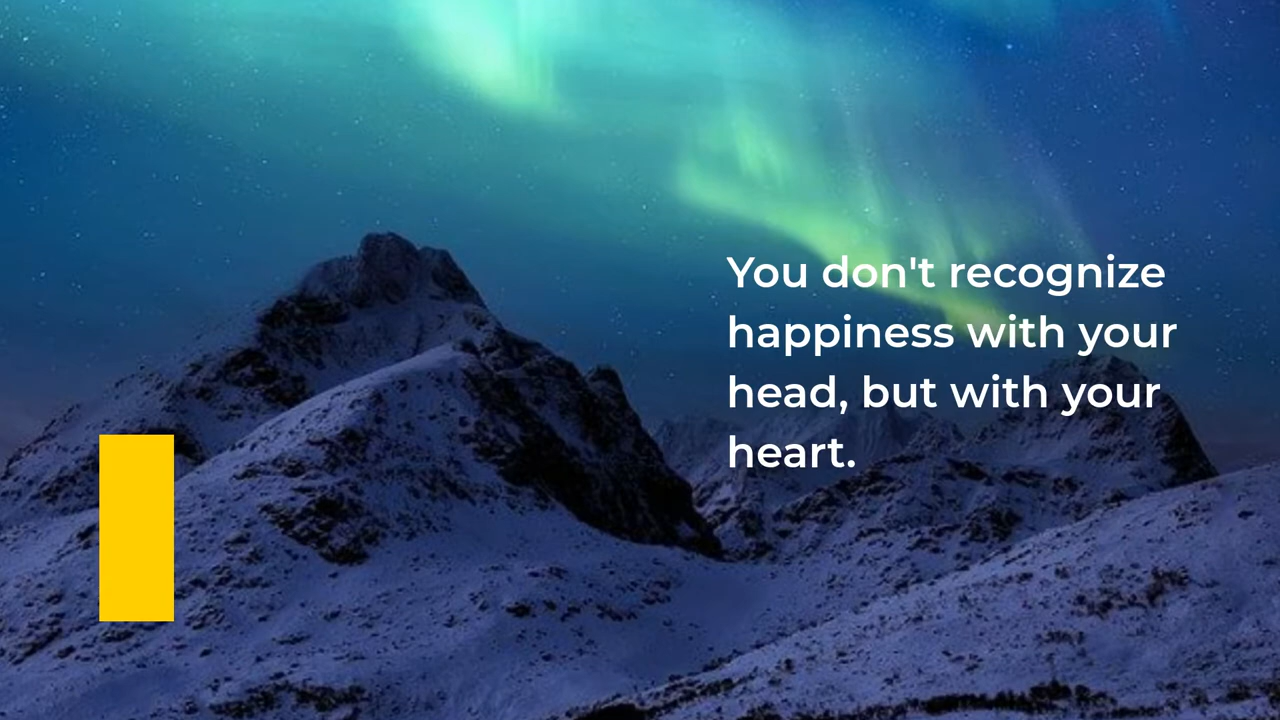 You don't recognize
happiness with your
head, but with your
heart.